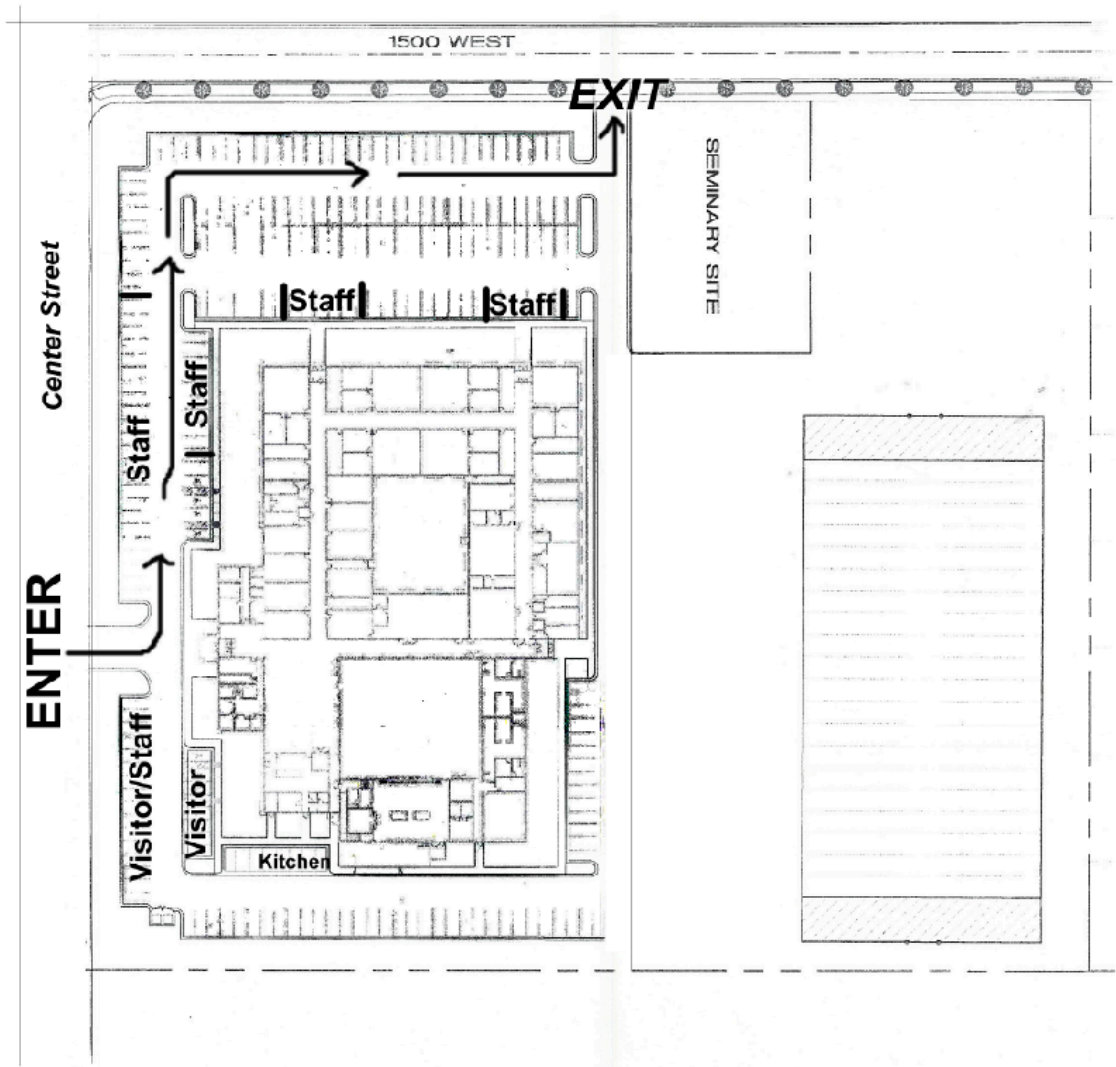 1500 WEST
EXIT
SEMINARY SITE
Center Street
Staff
Staff
Staff
Staff
ENTER
Visitor/Staff
Visitor
Kitchen